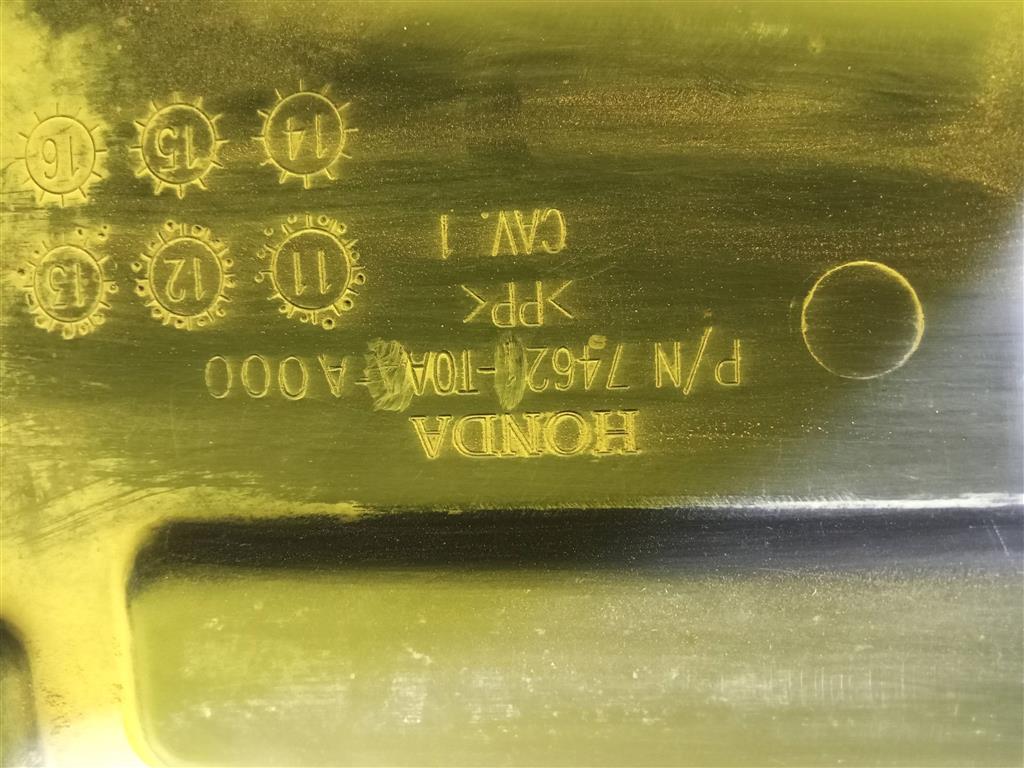 HONDA
P/N 7462 -T0A-A000
>PP<
CAV. 1
11 12 13
14 15 16